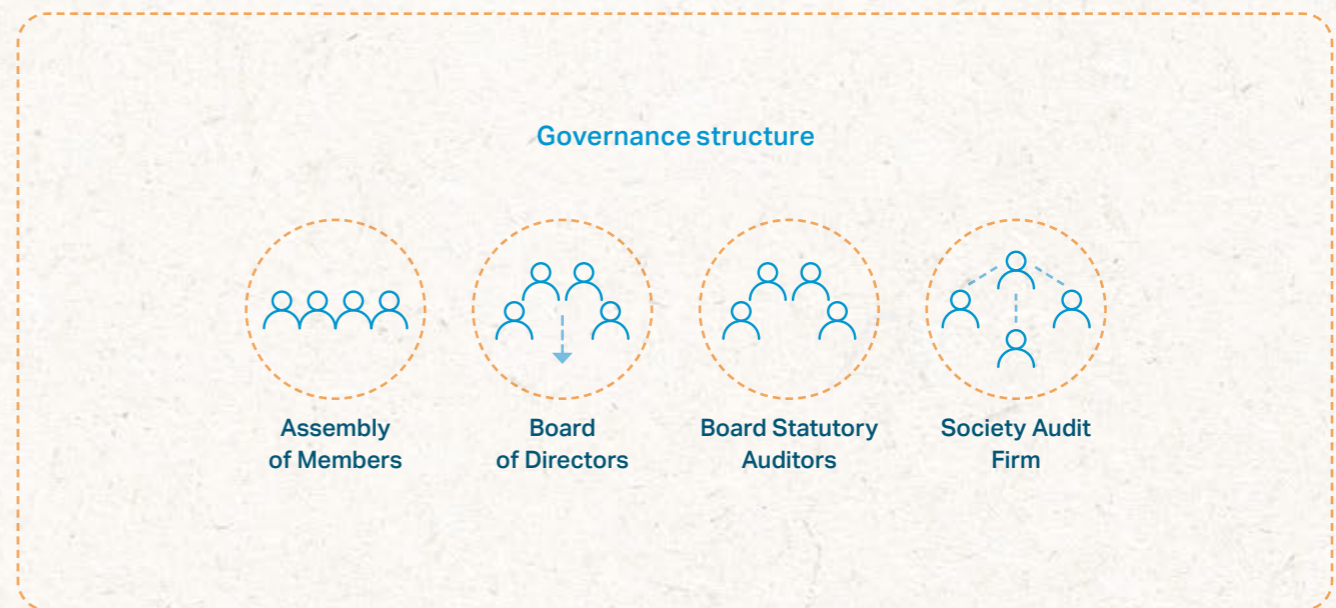 Governance structure
Assembly
of Members
Board
of Directors
Board Statutory
Auditors
Society Audit
Firm